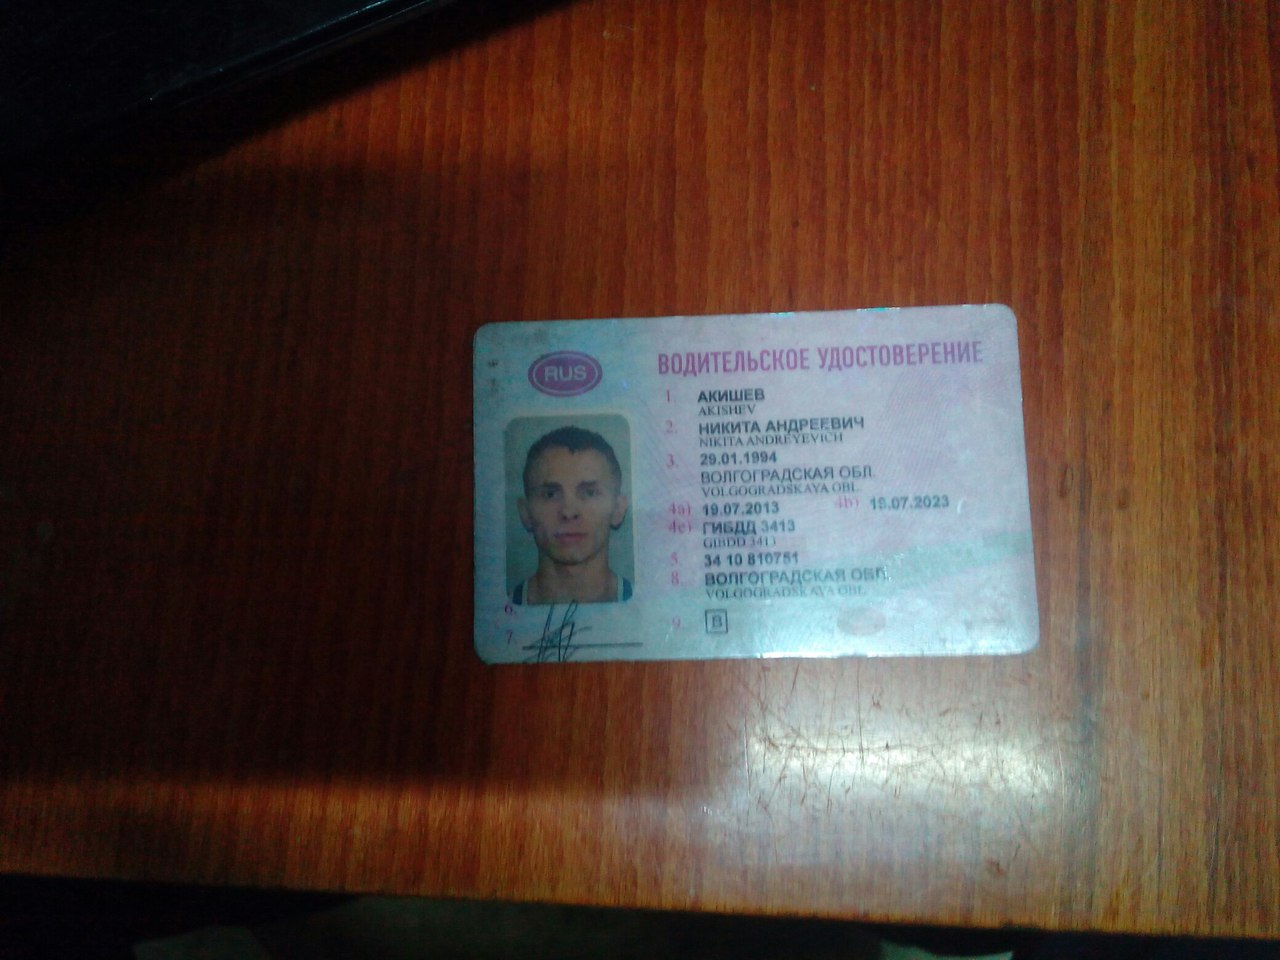 RUS
ВОДИТЕЛЬСКОЕ УДОСТОВЕРЕНИЕ
1. АКИШЕВ
AKISHEV
2. НИКИТА АНДРЕЕВИЧ
NIKITA ANDREYEVICH
3. 29.01.1994
ВОЛГОГРАДСКАЯ ОБЛ.
VOLGOGRADSKAYA OBL.
4a) 19.07.2013 4b) 19.07.2023
4c) ГИБДД 3413
GIBDD 3413
5. 34 10 810751
8. ВОЛГОГРАДСКАЯ ОБЛ.
VOLGOGRADSKAYA OBL.
6.
7.
9. B